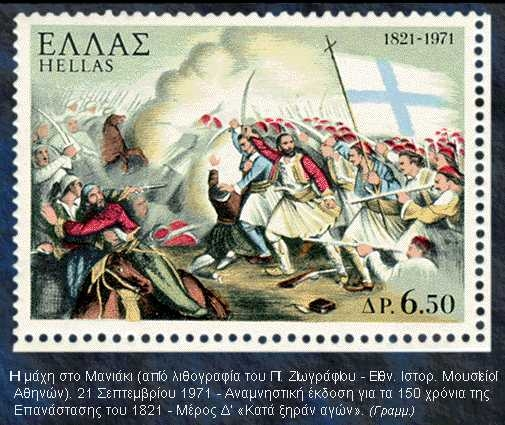 ΕΛΛΑΣ
HELLAS
1821-1971
ΔΡ. 6.50
Η μάχη στο Μανιάκι (από λιθογραφία του Π. Ζωγράφου - Εθν. Ιστορ. Μουσείο
Αθηνών). 21 Σεπτεμβρίου 1971 - Αναμνηστική έκδοση για τα 150 χρόνια της
Επανάστασης του 1821 - Μέρος Δ' «Κατά ξηράν αγών». (Γραμμ.)